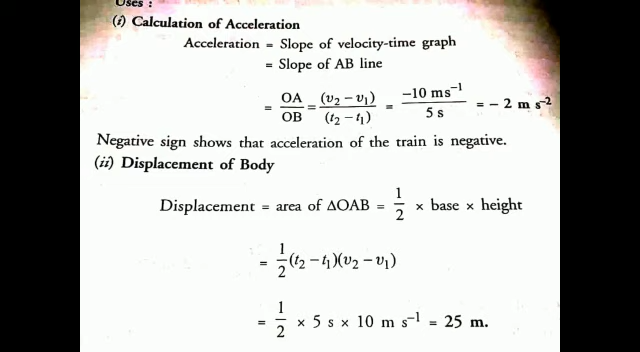 Uses :
(i) Calculation of Acceleration
Acceleration = Slope of velocity-time graph
= Slope of AB line
= OA/OB = (v₂ − v₁)/(t₂ − t₁) = −10 ms⁻¹/5 s = − 2 m s⁻²
Negative sign shows that acceleration of the train is negative.
(ii) Displacement of Body
Displacement = area of ΔOAB = 1/2 × base × height
= 1/2 (t₂ − t₁)(v₂ − v₁)
= 1/2 × 5 s × 10 m s⁻¹ = 25 m.